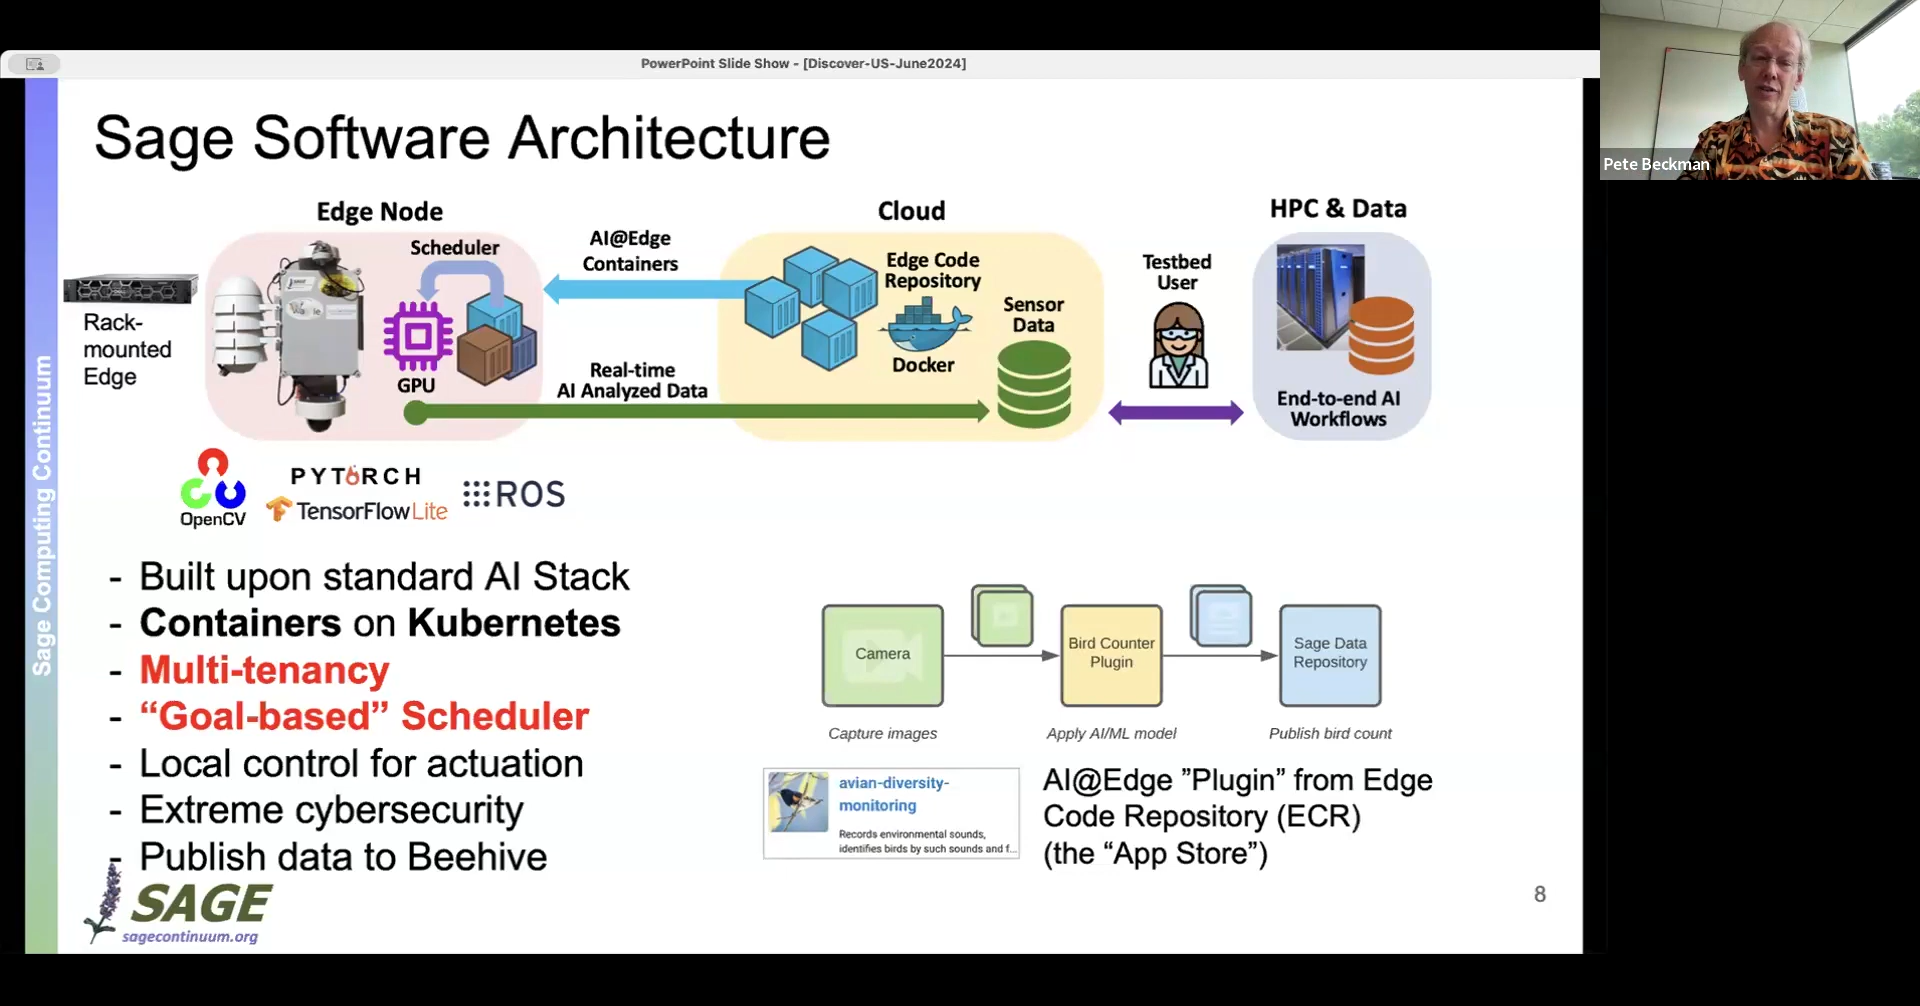 PowerPoint Slide Show - [Discover-US-June2024]
Pete Beckman
Sage Computing Continuum
Sage Software Architecture
Edge Node
Cloud
HPC & Data
Scheduler
AI@Edge
Containers
Edge Code
Repository
Testbed
User
Sensor
Data
Rack-
mounted
Edge
GPU
Real-time
AI Analyzed Data
Docker
End-to-end AI
Workflows
OpenCV
PYTORCH
TensorFlow Lite
ROS
- Built upon standard AI Stack
- Containers on Kubernetes
- Multi-tenancy
- “Goal-based” Scheduler
- Local control for actuation
- Extreme cybersecurity
- Publish data to Beehive
Camera
Bird Counter
Plugin
Sage Data
Repository
Capture images
Apply AI/ML model
Publish bird count
avian-diversity-
monitoring
Records environmental sounds,
identifies birds by such sounds and f...
AI@Edge ”Plugin” from Edge
Code Repository (ECR)
(the “App Store”)
SAGE
sagecontinuum.org
8